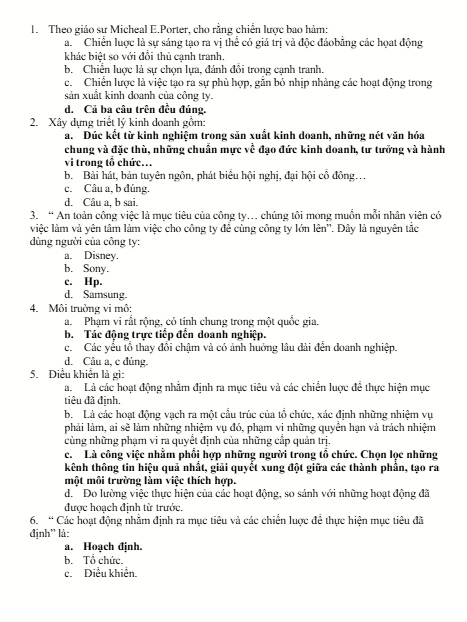 1. Theo giáo sư Micheal E.Porter, cho rằng chiến lược bao hàm:
a. Chiến lược là sự sáng tạo ra vị thế có giá trị và độc đáobằng các hoạt động
khác biệt so với đối thủ cạnh tranh.
b. Chiến lược là sự chọn lựa, đánh đổi trong cạnh tranh.
c. Chiến lược là việc tạo ra sự phù hợp, gắn bó nhịp nhàng các hoạt động trong
sản xuất kinh doanh của công ty.
d. Cả ba câu trên đều đúng.
2. Xây dựng triết lý kinh doanh gồm:
a. Đúc kết từ kinh nghiệm trong sản xuất kinh doanh, những nét văn hóa
chung và đặc thù, những chuẩn mực về đạo đức kinh doanh, tư tưởng và hành
vi trong tổ chức…
b. Bài hát, bản tuyên ngôn, phát biểu hội nghị, đại hội cổ đông…
c. Câu a, b đúng.
d. Câu a, b sai.
3. “ An toàn công việc là mục tiêu của công ty… chúng tôi mong muốn mỗi nhân viên có
việc làm và yên tâm làm việc cho công ty để cùng công ty lớn lên”. Đây là nguyên tắc
dùng người của công ty:
a. Disney.
b. Sony.
c. Hp.
d. Samsung.
4. Môi trường vi mô:
a. Phạm vi rất rộng, có tính chung trong một quốc gia.
b. Tác động trực tiếp đến doanh nghiệp.
c. Các yếu tố thay đổi chậm và có ảnh hưởng lâu dài đến doanh nghiệp.
d. Câu a, c đúng.
5. Điều khiển là gì:
a. Là các hoạt động nhằm định ra mục tiêu và các chiến lược để thực hiện mục
tiêu đã định.
b. Là các hoạt động vạch ra một cấu trúc của tổ chức, xác định những nhiệm vụ
phải làm, ai sẽ làm những nhiệm vụ đó, phạm vi những quyền hạn và trách nhiệm
cùng những phạm vi ra quyết định của những cấp quản trị.
c. Là công việc nhằm phối hợp những người trong tổ chức. Chọn lọc những
kênh thông tin hiệu quả nhất, giải quyết xung đột giữa các thành phần, tạo ra
một môi trường làm việc thích hợp.
d. Đo lường việc thực hiện của các hoạt động, so sánh với những hoạt động đã
được hoạch định từ trước.
6. “ Các hoạt động nhằm định ra mục tiêu và các chiến lược để thực hiện mục tiêu đã
định” là:
a. Hoạch định.
b. Tổ chức.
c. Điều khiển.